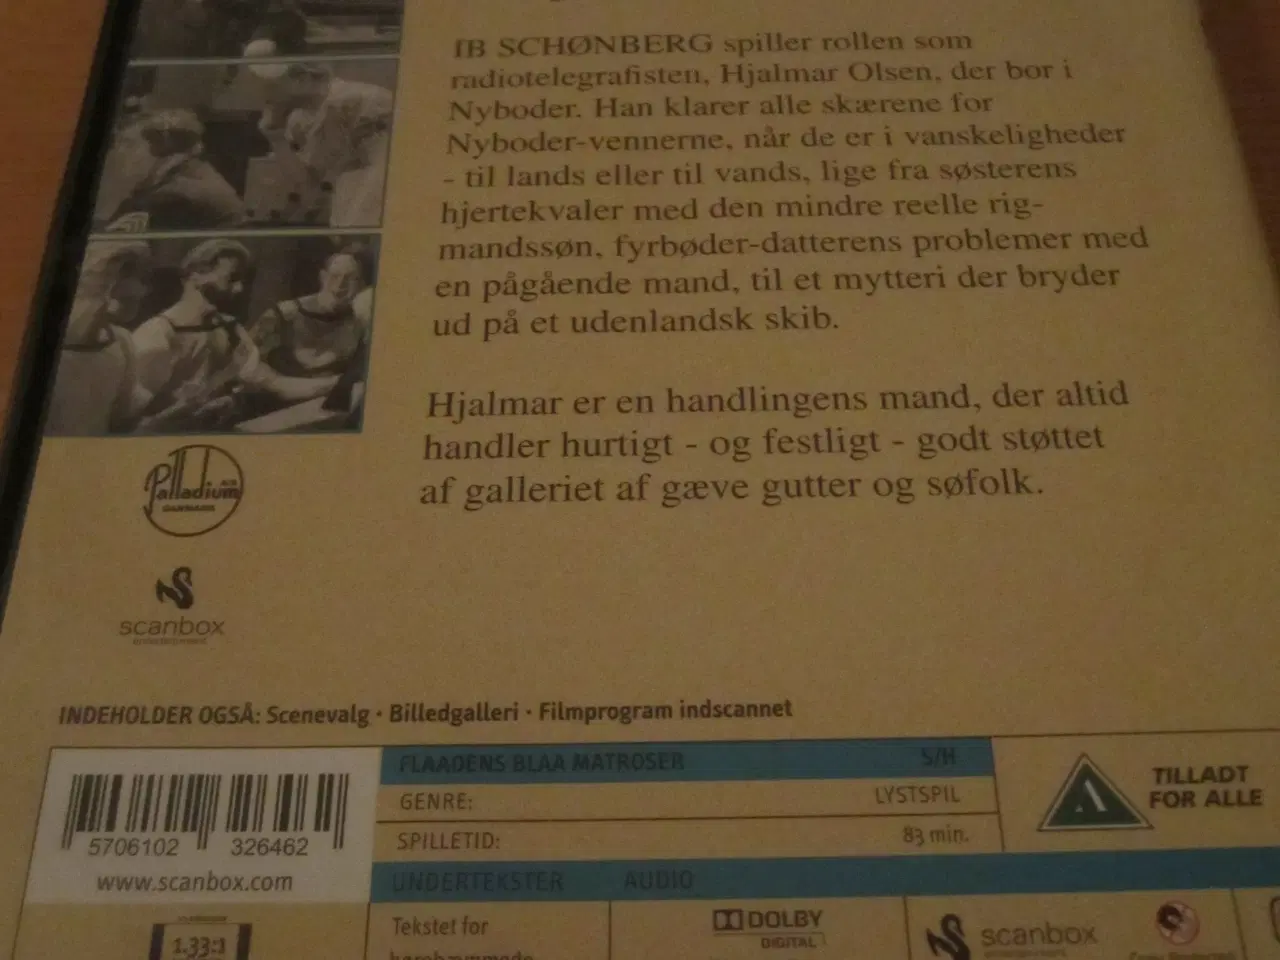 IB SCHØNBERG spiller rollen som
radiotelegrafisten, Hjalmar Olsen, der bor i
Nyboder. Han klarer alle skærene for
Nyboder-vennerne, når de er i vanskeligheder
- til lands eller til vands, lige fra søsterens
hjertekvaler med den mindre reelle rig-
mandssøn, fyrbøder-datterens problemer med
en pågående mand, til et mytteri der bryder
ud på et udenlandsk skib.
Hjalmar er en handlingens mand, der altid
handler hurtigt - og festligt - godt støttet
af galleriet af gæve gutter og søfolk.
Palladium
DANMARK
scanbox
entertainment
INDEHOLDER OGSÅ: Scenevalg · Billedgalleri · Filmprogram indscannet
FLAADENS BLAA MATROSER S/H
GENRE: LYSTSPIL
SPILLETID: 83 min.
TILLADT
FOR ALLE
A
5706102 326462
www.scanbox.com
UNDERTEKSTER AUDIO
Tekstet for
hørehæmmede
1.33:1
DOLBY
DIGITAL
scanbox